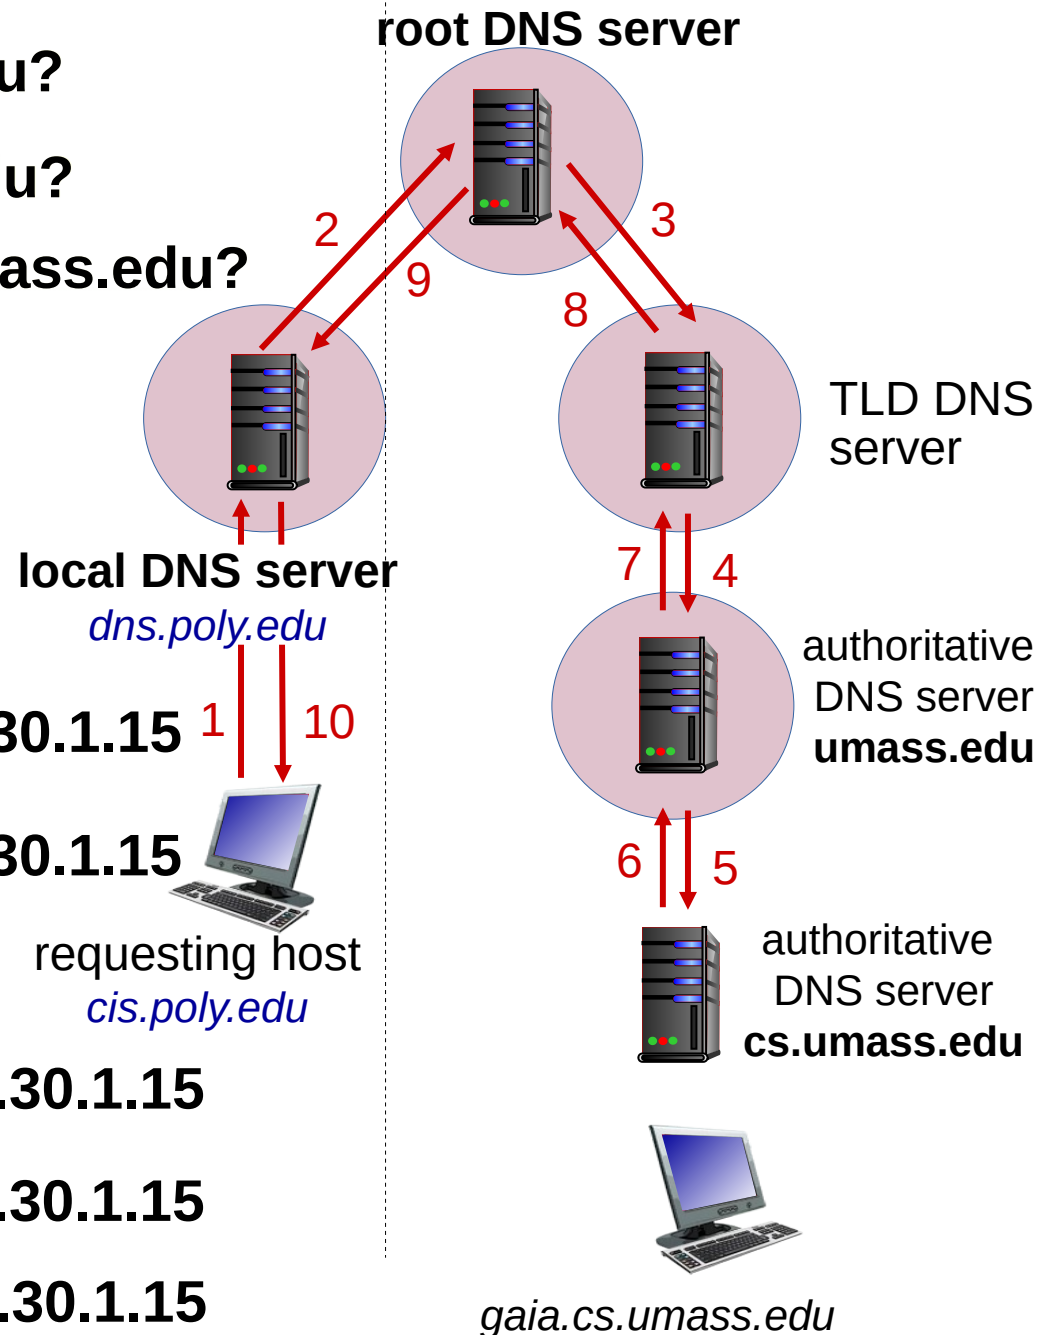 root DNS server
u?
u?
ass.edu?
2
3
9
8
TLD DNS
server
local DNS server
dns.poly.edu
7
4
authoritative
DNS server
umass.edu
30.1.15
1
10
30.1.15
6
5
requesting host
cis.poly.edu
authoritative
DNS server
cs.umass.edu
.30.1.15
.30.1.15
.30.1.15
gaia.cs.umass.edu